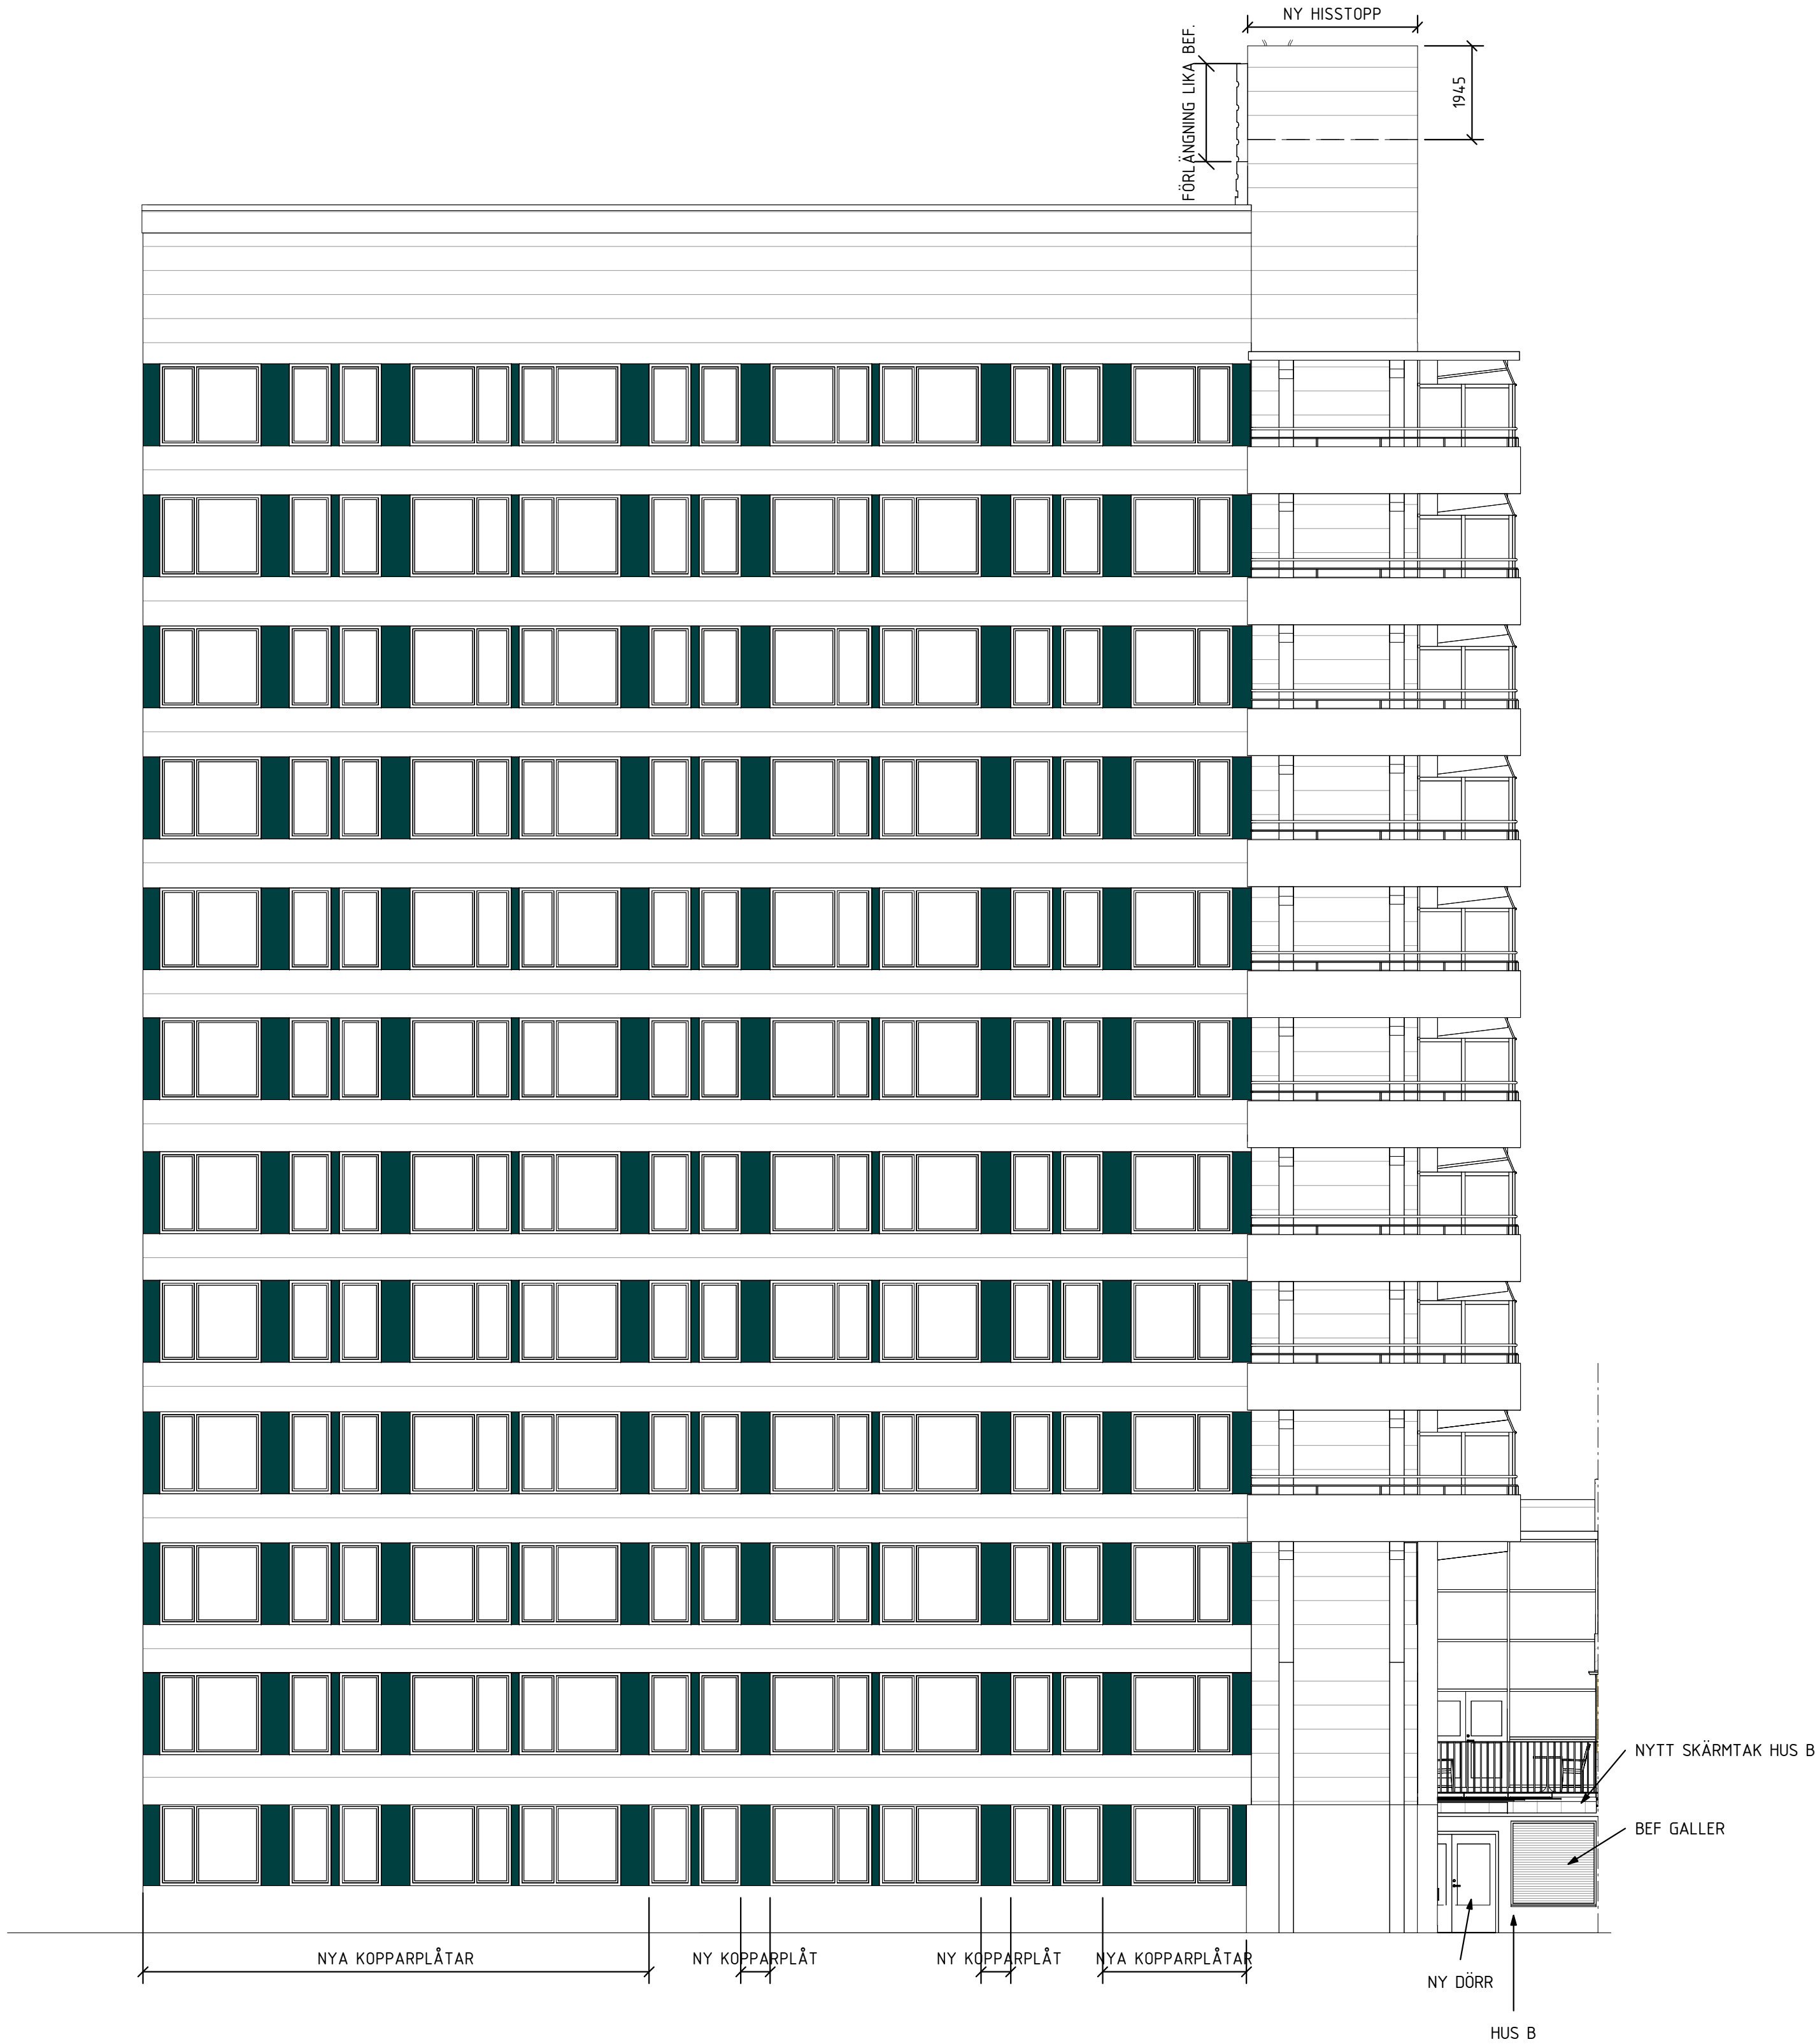 NY HISSTOPP
FÖRLÄNGNING LIKA BEF.
1945
NYTT SKÄRMTAK HUS B
BEF GALLER
NYA KOPPARPLÅTAR
NY KOPPARPLÅT
NY KOPPARPLÅT
NYA KOPPARPLÅTAR
NY DÖRR
HUS B